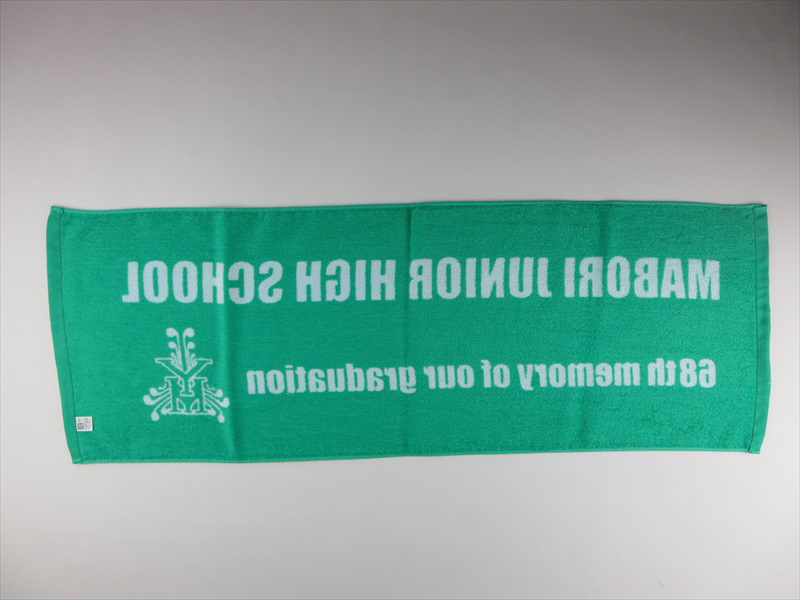 MABORI JUNIOR HIGH SCHOOL
68th memory of our graduation